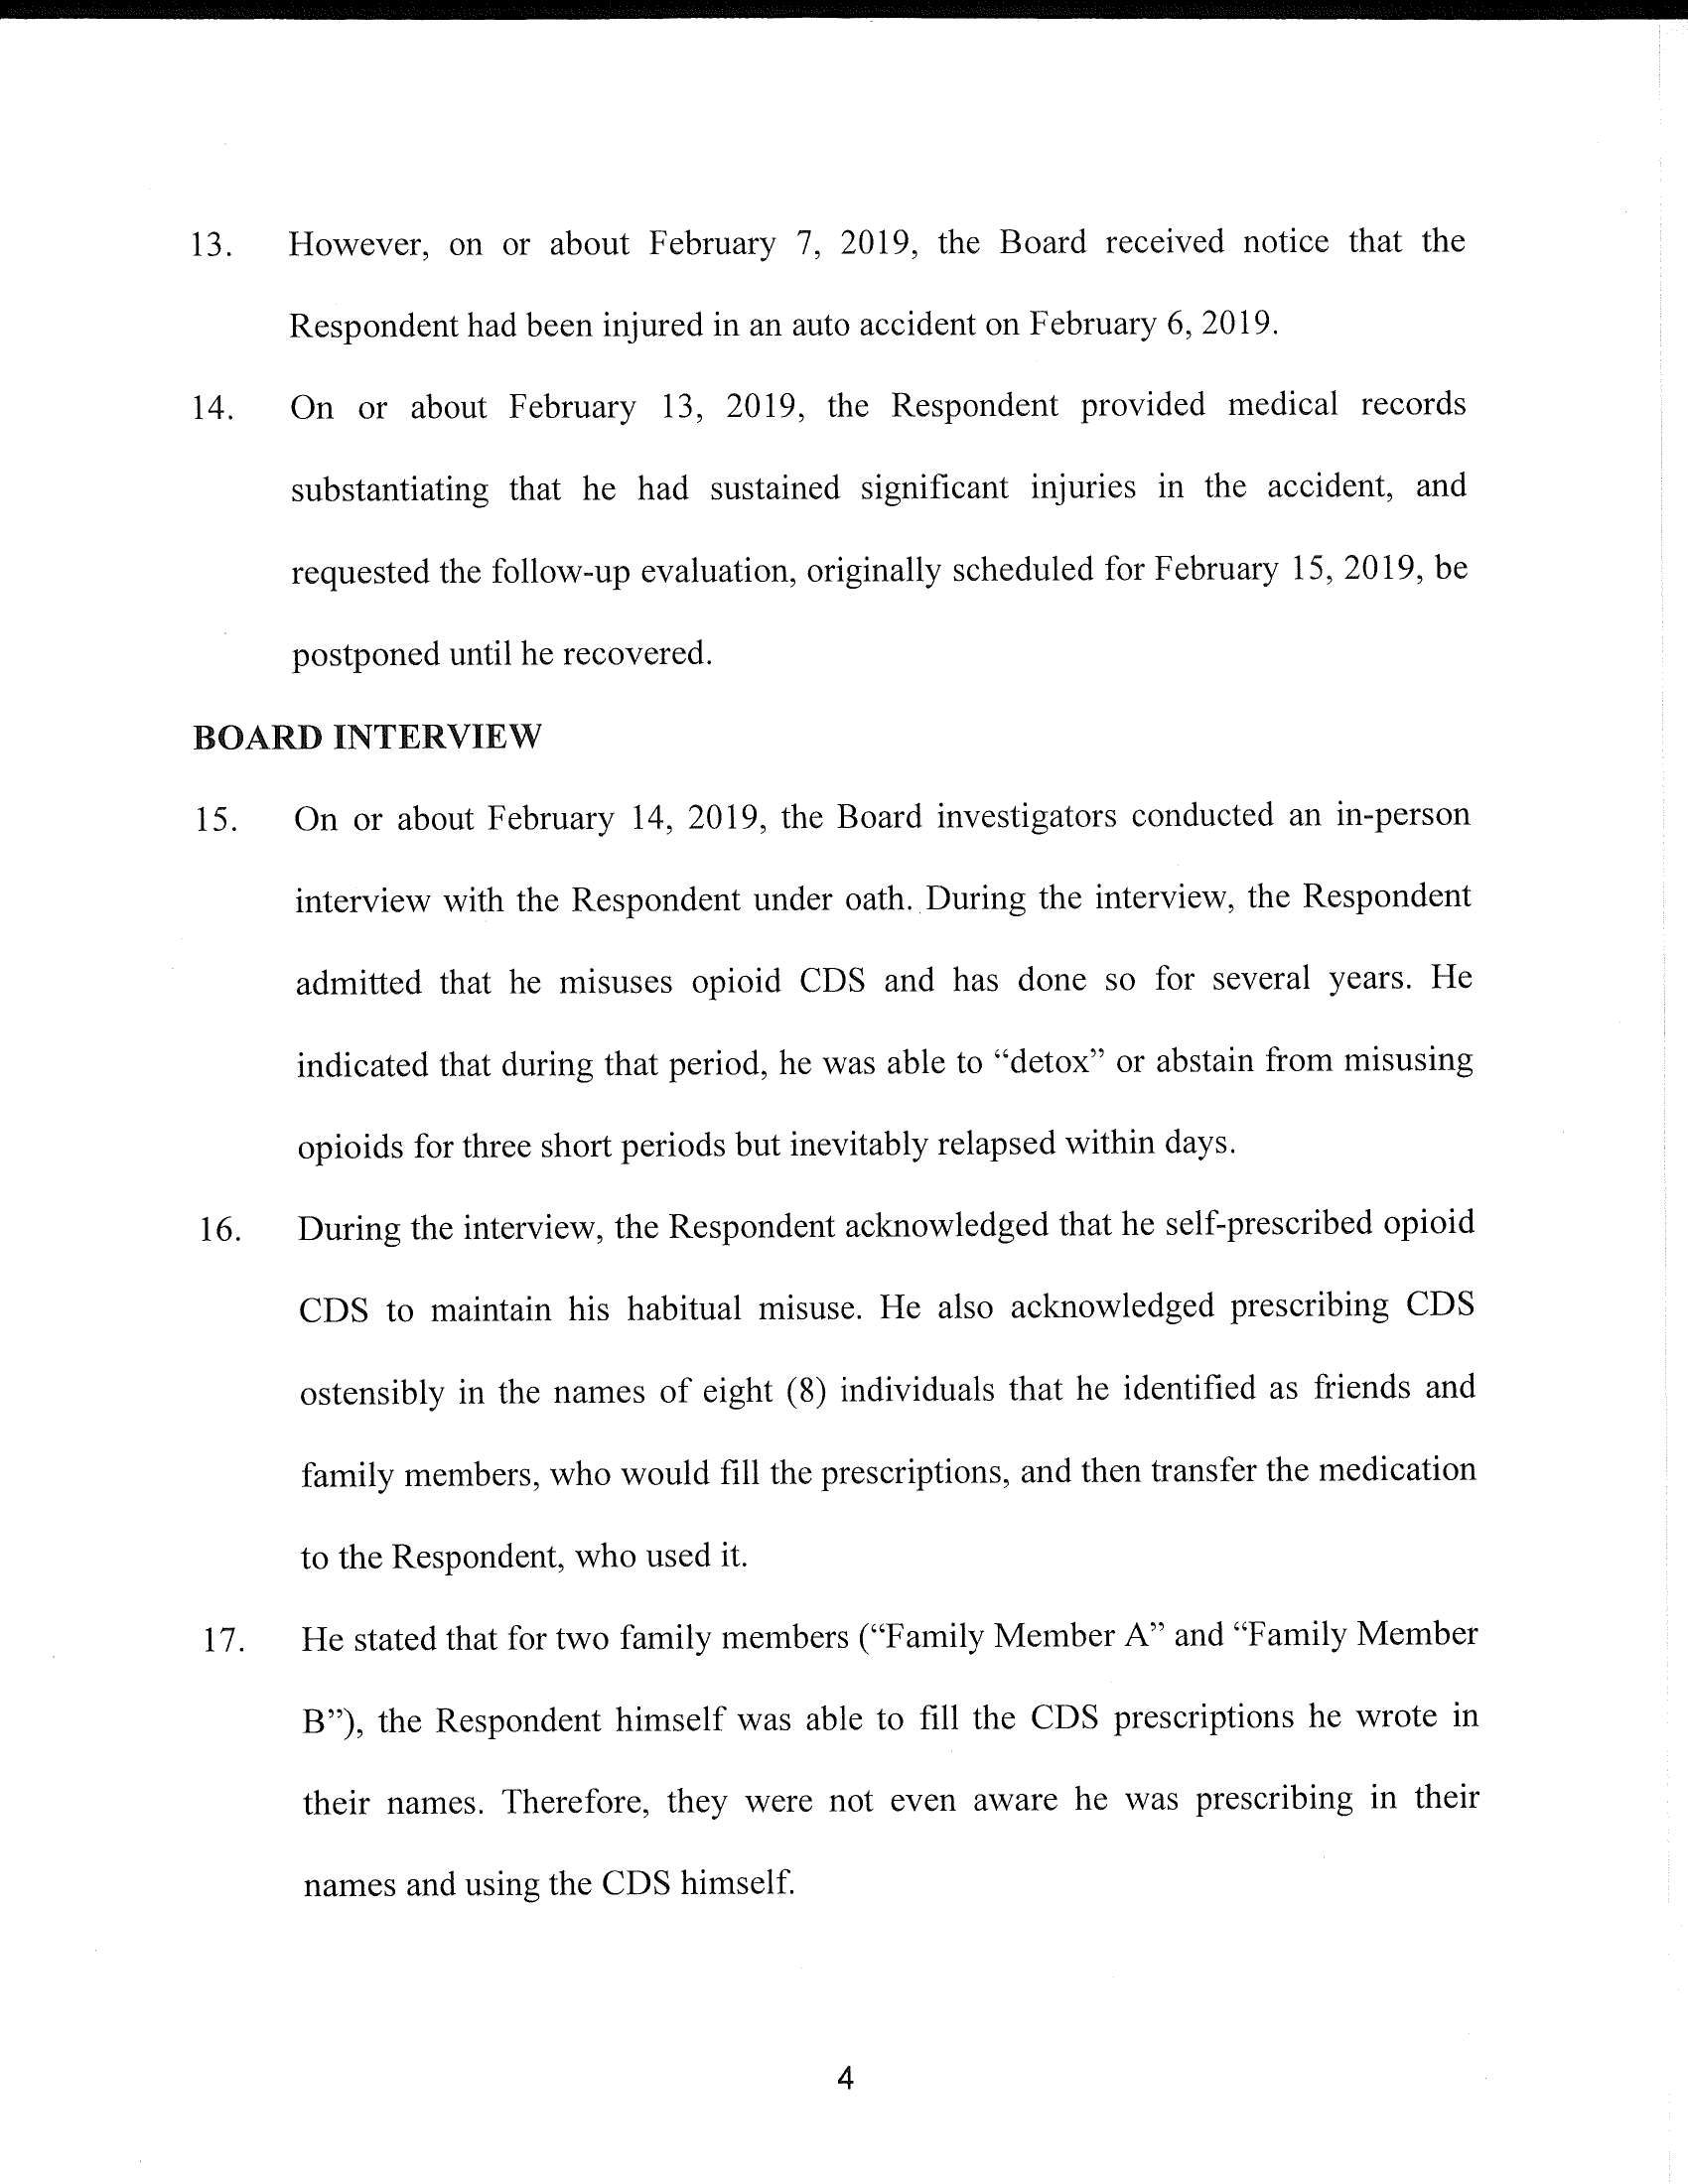 13. However, on or about February 7, 2019, the Board received notice that the
Respondent had been injured in an auto accident on February 6, 2019.
14. On or about February 13, 2019, the Respondent provided medical records
substantiating that he had sustained significant injuries in the accident, and
requested the follow-up evaluation, originally scheduled for February 15, 2019, be
postponed until he recovered.
BOARD INTERVIEW
15. On or about February 14, 2019, the Board investigators conducted an in-person
interview with the Respondent under oath. During the interview, the Respondent
admitted that he misuses opioid CDS and has done so for several years. He
indicated that during that period, he was able to “detox” or abstain from misusing
opioids for three short periods but inevitably relapsed within days.
16. During the interview, the Respondent acknowledged that he self-prescribed opioid
CDS to maintain his habitual misuse. He also acknowledged prescribing CDS
ostensibly in the names of eight (8) individuals that he identified as friends and
family members, who would fill the prescriptions, and then transfer the medication
to the Respondent, who used it.
17. He stated that for two family members (“Family Member A” and “Family Member
B”), the Respondent himself was able to fill the CDS prescriptions he wrote in
their names. Therefore, they were not even aware he was prescribing in their
names and using the CDS himself.
4